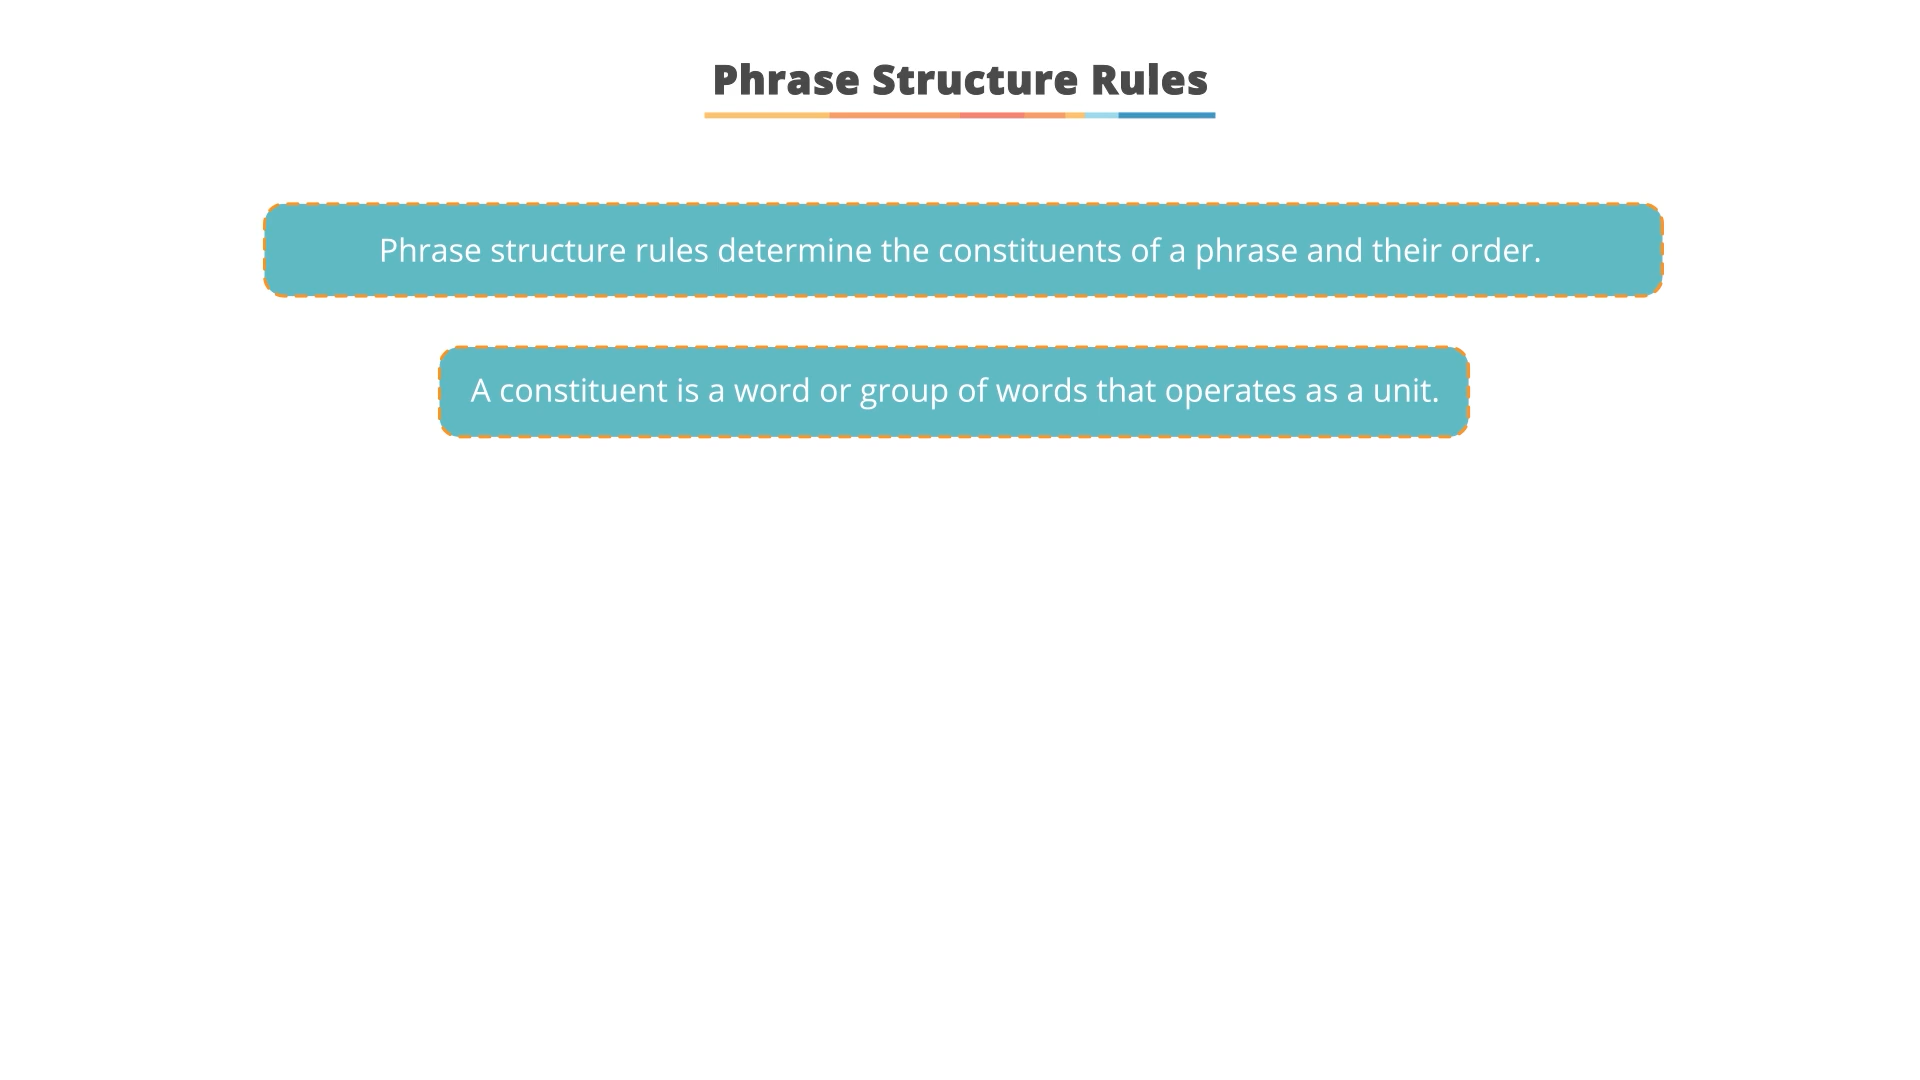 Phrase Structure Rules
Phrase structure rules determine the constituents of a phrase and their order.
A constituent is a word or group of words that operates as a unit.